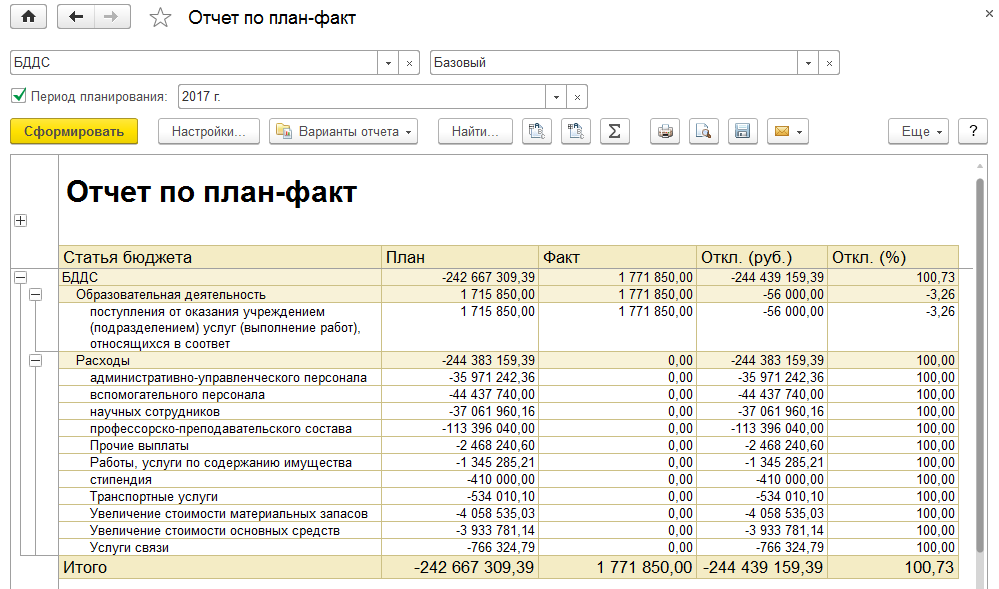 Отчет по план-факт
БДДС Базовый
Период планирования: 2017 г.
Сформировать Настройки... Варианты отчета Найти... Еще ?
Отчет по план-факт
Статья бюджета План Факт Откл. (руб.) Откл. (%)
БДДС -242 667 309,39 1 771 850,00 -244 439 159,39 100,73
Образовательная деятельность 1 715 850,00 1 771 850,00 -56 000,00 -3,26
поступления от оказания учреждением 1 715 850,00 1 771 850,00 -56 000,00 -3,26
(подразделением) услуг (выполнение работ),
относящихся в соответ
Расходы -244 383 159,39 0,00 -244 383 159,39 100,00
административно-управленческого персонала -35 971 242,36 0,00 -35 971 242,36 100,00
вспомогательного персонала -44 437 740,00 0,00 -44 437 740,00 100,00
научных сотрудников -37 061 960,16 0,00 -37 061 960,16 100,00
профессорско-преподавательского состава -113 396 040,00 0,00 -113 396 040,00 100,00
Прочие выплаты -2 468 240,60 0,00 -2 468 240,60 100,00
Работы, услуги по содержанию имущества -1 345 285,21 0,00 -1 345 285,21 100,00
стипендия -410 000,00 0,00 -410 000,00 100,00
Транспортные услуги -534 010,10 0,00 -534 010,10 100,00
Увеличение стоимости материальных запасов -4 058 535,03 0,00 -4 058 535,03 100,00
Увеличение стоимости основных средств -3 933 781,14 0,00 -3 933 781,14 100,00
Услуги связи -766 324,79 0,00 -766 324,79 100,00
Итого -242 667 309,39 1 771 850,00 -244 439 159,39 100,73